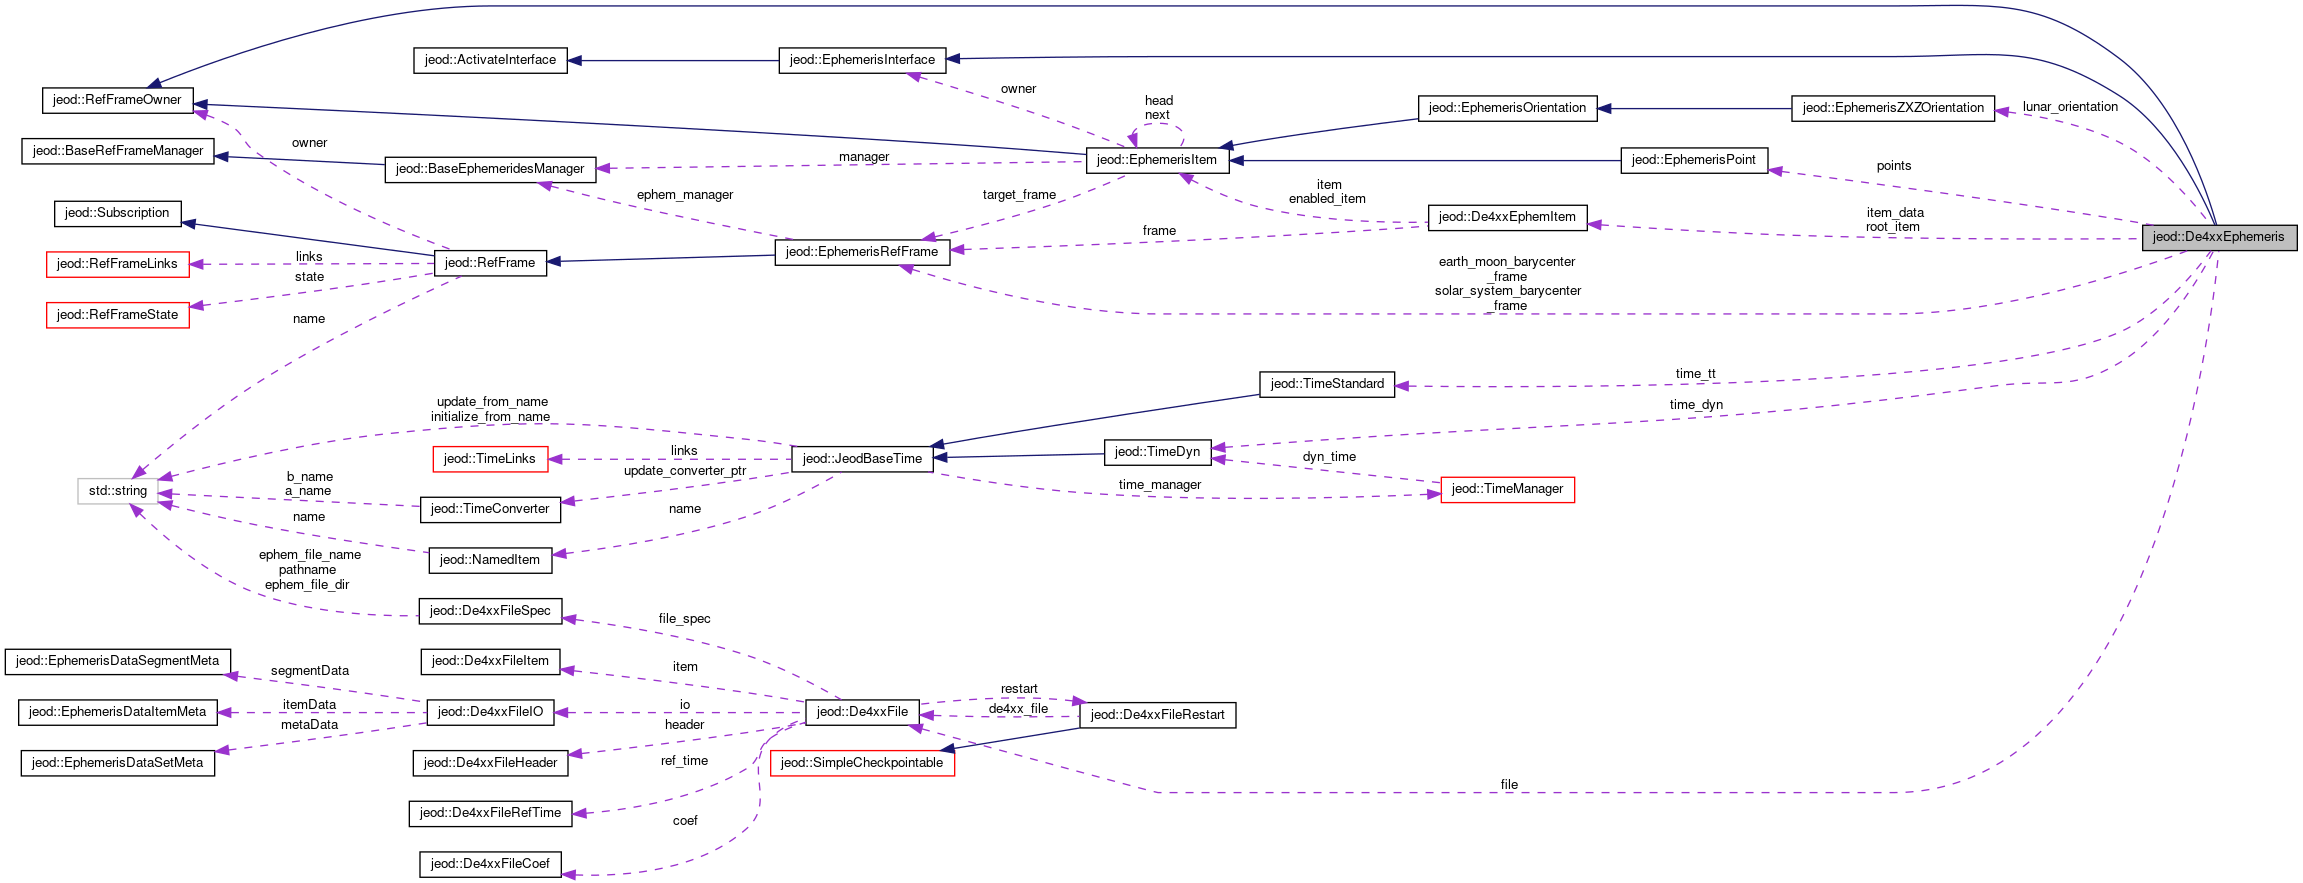 jeod::ActivateInterface
jeod::EphemerisInterface
jeod::RefFrameOwner
owner
head
next
jeod::EphemerisOrientation
jeod::EphemerisZXZOrientation
lunar_orientation
jeod::BaseRefFrameManager
owner
jeod::BaseEphemeridesManager
manager
jeod::EphemerisItem
jeod::EphemerisPoint
points
jeod::Subscription
ephem_manager
target_frame
item
enabled_item
jeod::De4xxEphemItem
item_data
root_item
jeod::De4xxEphemeris
jeod::RefFrameLinks
links
jeod::RefFrame
jeod::EphemerisRefFrame
frame
state
earth_moon_barycenter
_frame
solar_system_barycenter
_frame
jeod::RefFrameState
name
jeod::TimeStandard
time_tt
time_dyn
update_from_name
initialize_from_name
jeod::TimeLinks
links
jeod::JeodBaseTime
jeod::TimeDyn
dyn_time
update_converter_ptr
std::string
b_name
a_name
time_manager
jeod::TimeManager
jeod::TimeConverter
name
name
jeod::NamedItem
ephem_file_name
pathname
ephem_file_dir
jeod::De4xxFileSpec
file_spec
jeod::EphemerisDataSegmentMeta
segmentData
jeod::De4xxFileItem
item
restart
jeod::EphemerisDataItemMeta
itemData
jeod::De4xxFileIO
io
jeod::De4xxFile
de4xx_file
jeod::De4xxFileRestart
metaData
header
jeod::EphemerisDataSetMeta
jeod::De4xxFileHeader
ref_time
jeod::SimpleCheckpointable
file
jeod::De4xxFileRefTime
coef
jeod::De4xxFileCoef